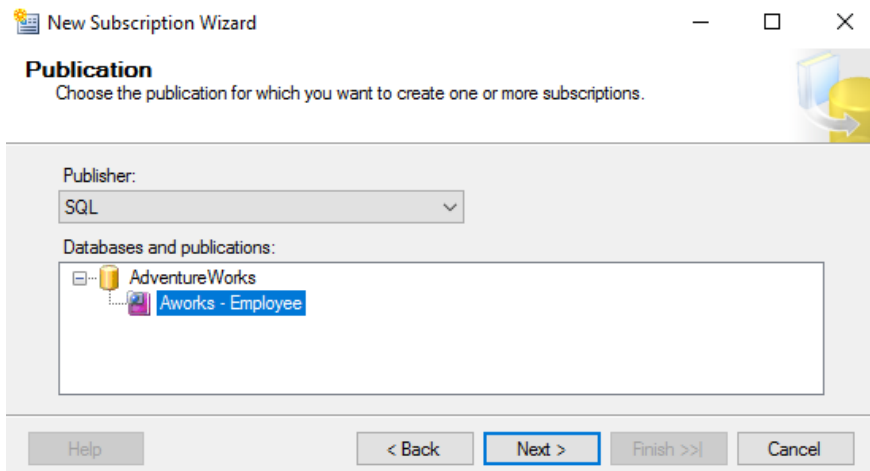 New Subscription Wizard
Publication
Choose the publication for which you want to create one or more subscriptions.
Publisher:
SQL
Databases and publications:
AdventureWorks
Aworks - Employee
Help
< Back
Next >
Finish >>|
Cancel